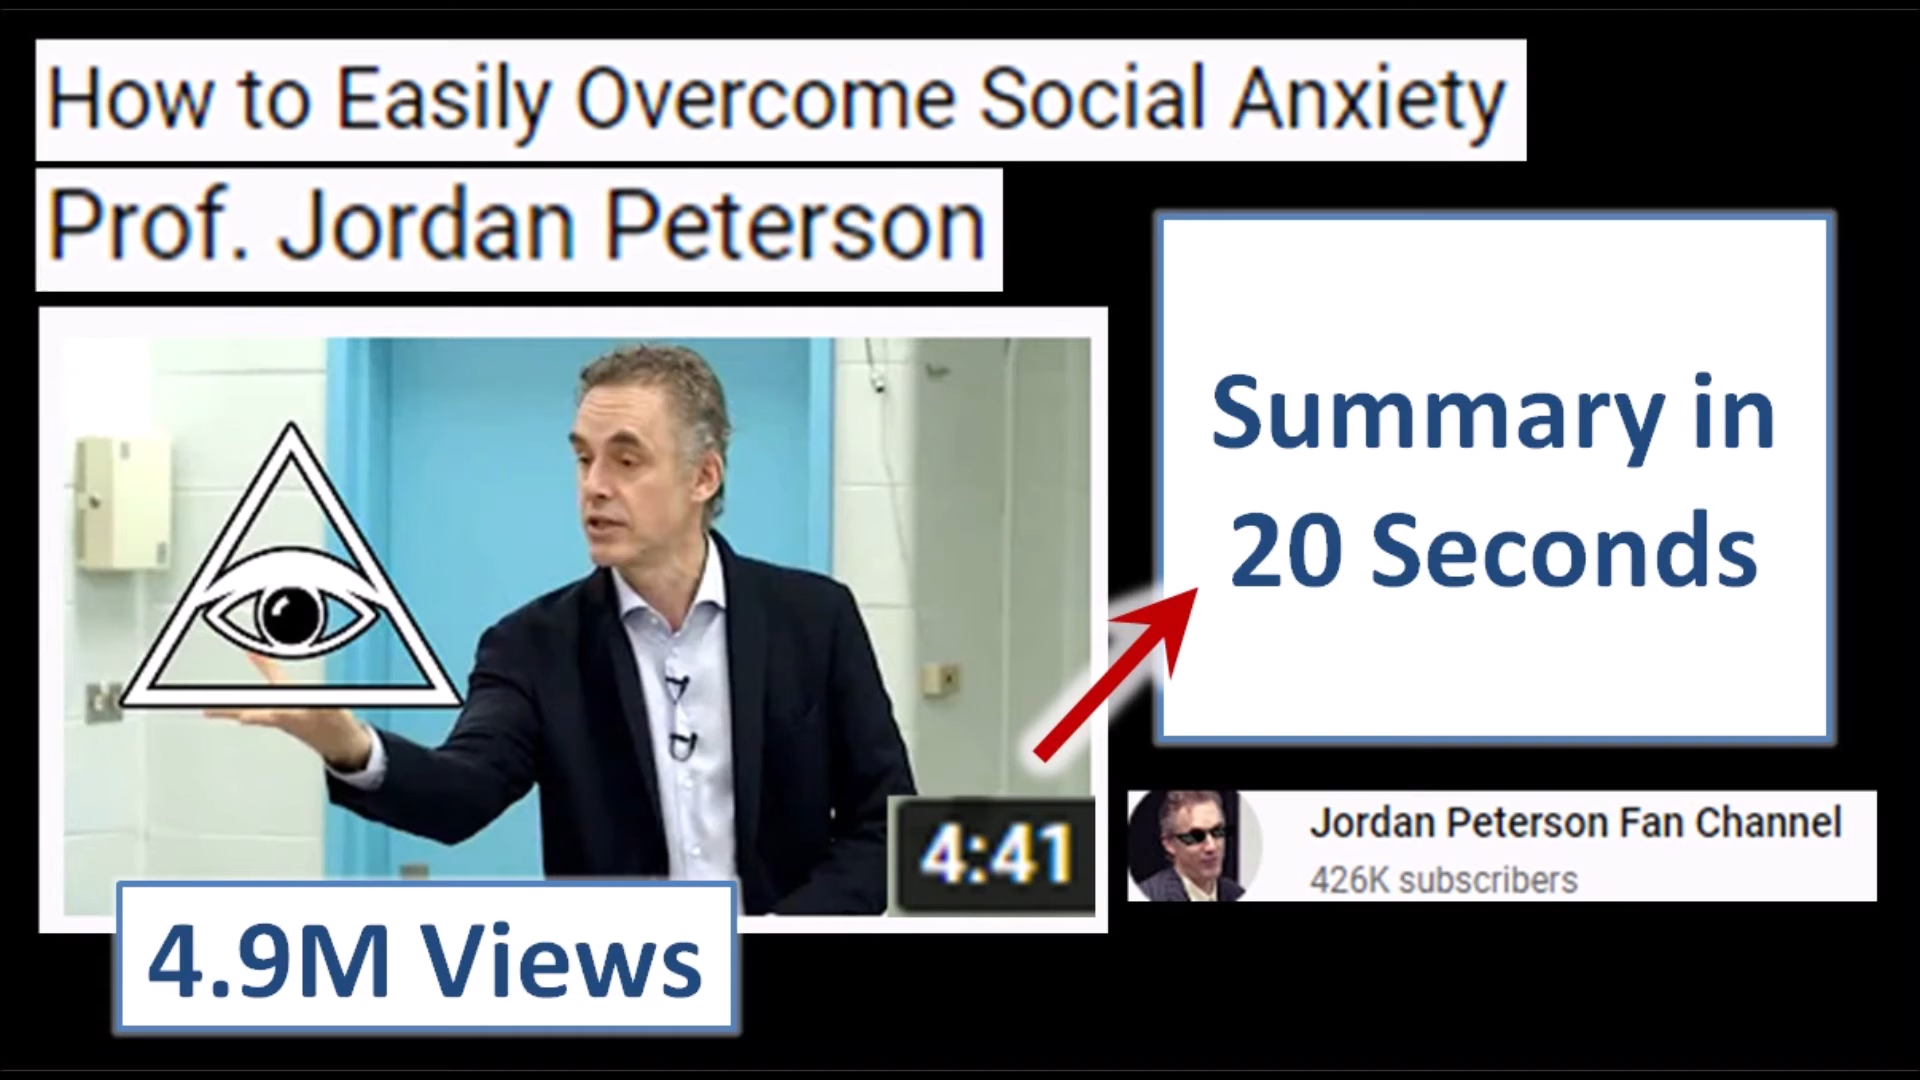 How to Easily Overcome Social Anxiety
Prof. Jordan Peterson
Summary in
20 Seconds
4:41
Jordan Peterson Fan Channel
426K subscribers
4.9M Views